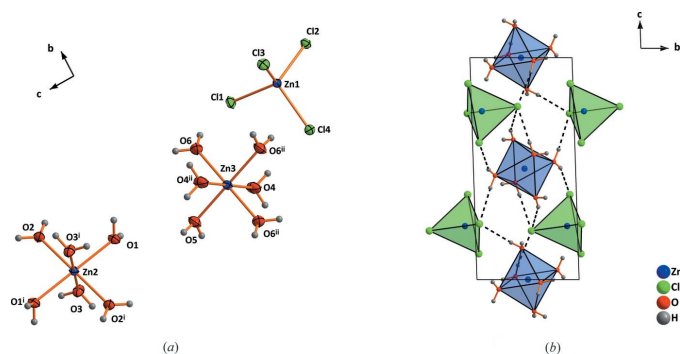 b
c
Cl2
Cl3
Zn1
Cl1
Cl4
O6
O6ii
Zn3
O4ii
O4
O5
O6ii
O2
O3i
O1
Zn2
O1i
O3
O2i
(a)
c
b
Zn
Cl
O
H
(b)